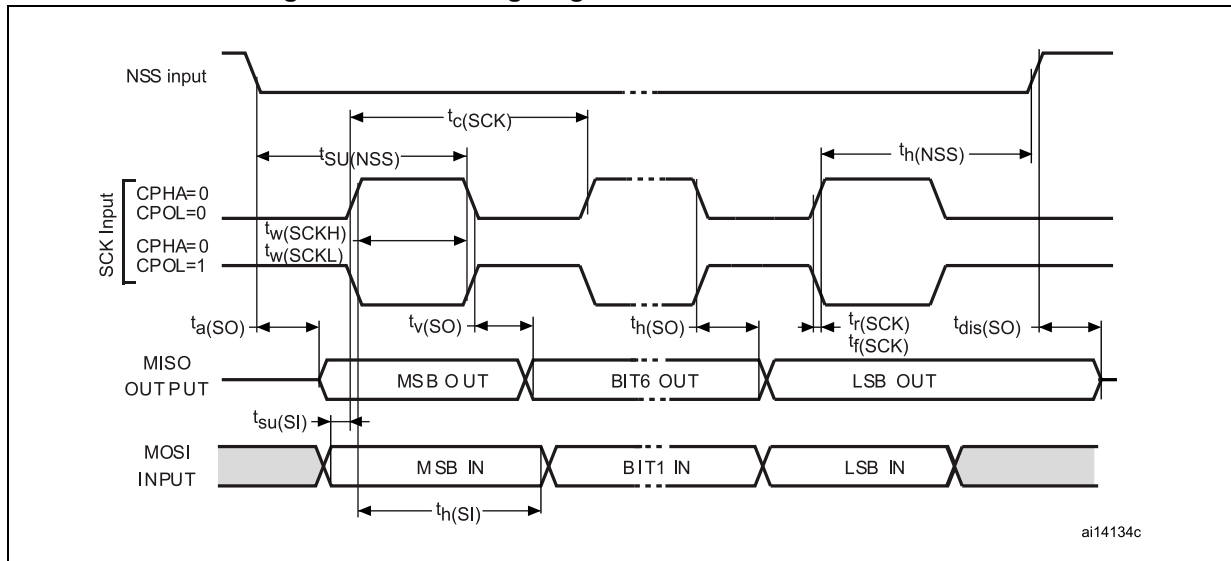 NSS input
tc(SCK)
tSU(NSS)
th(NSS)
SCK Input
CPHA=0
CPOL=0
tw(SCKH)
CPHA=0
tw(SCKL)
CPOL=1
ta(SO)
tv(SO)
th(SO)
tr(SCK)
tf(SCK)
tdis(SO)
MISO
OUTPUT
MSB OUT
BIT6 OUT
LSB OUT
tsu(SI)
MOSI
INPUT
MSB IN
BIT1 IN
LSB IN
th(SI)
ai14134c